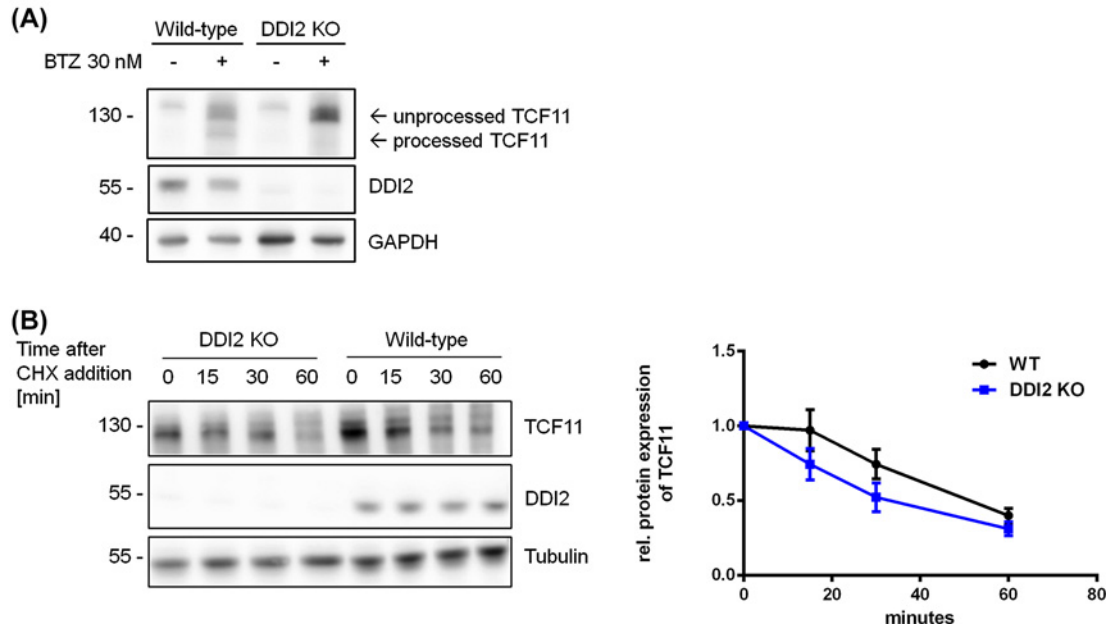 (A)
Wild-type DDI2 KO
BTZ 30 nM - + - +
130 -
← unprocessed TCF11
← processed TCF11
55 - DDI2
40 - GAPDH
(B)
Time after CHX addition [min]
DDI2 KO Wild-type
0 15 30 60 0 15 30 60
130 - TCF11
55 - DDI2
55 - Tubulin
rel. protein expression
of TCF11
1.5
1.0
0.5
0.0
0 20 40 60 80
minutes
WT
DDI2 KO